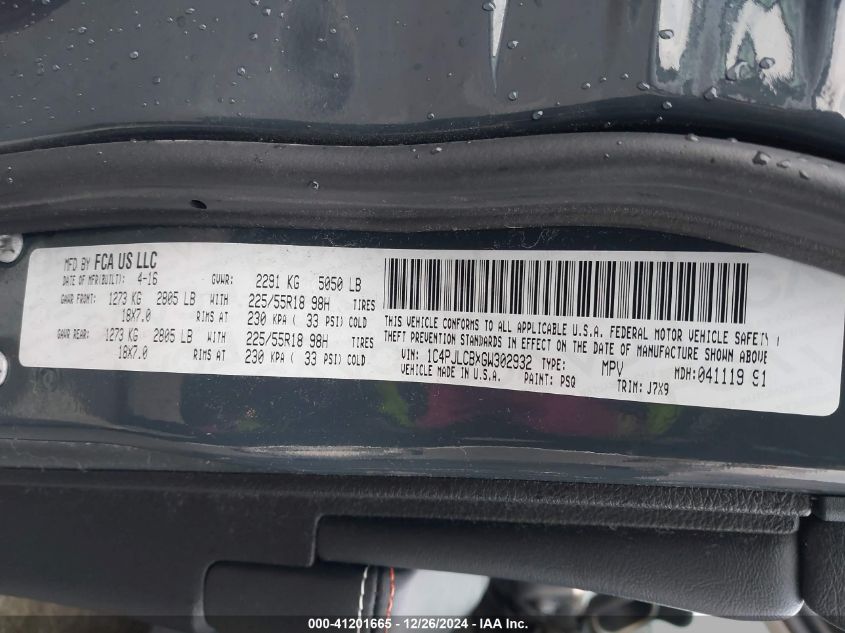 MFD BY FCA US LLC
DATE OF MFR(BUILT): 4-16 GVWR: 2291 KG 5050 LB
GAWR FRONT: 1273 KG 2805 LB WITH 225/55R18 98H TIRES
18X7.0 RIMS AT 230 KPA ( 33 PSI) COLD
GAWR REAR: 1273 KG 2805 LB WITH 225/55R18 98H TIRES
18X7.0 RIMS AT 230 KPA ( 33 PSI) COLD
THIS VEHICLE CONFORMS TO ALL APPLICABLE U.S.A. FEDERAL MOTOR VEHICLE SAFETY
THEFT PREVENTION STANDARDS IN EFFECT ON THE DATE OF MANUFACTURE SHOWN ABOVE
VIN: 1C4PJLCBXGW302932 TYPE: MPV MDH: 041119 91
VEHICLE MADE IN U.S.A. PAINT: PSQ TRIM: J7X9
000-41201665 - 12/26/2024 - IAA Inc.